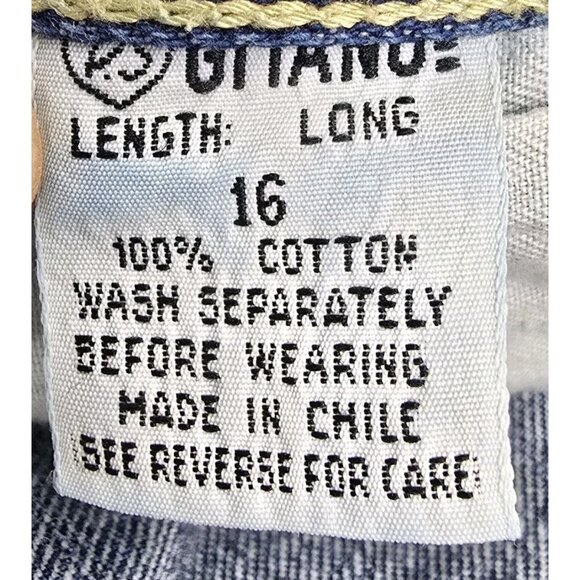 P.S GITANO
LENGTH: LONG
16
100% COTTON
WASH SEPARATELY
BEFORE WEARING
MADE IN CHILE
(SEE REVERSE FOR CARE)